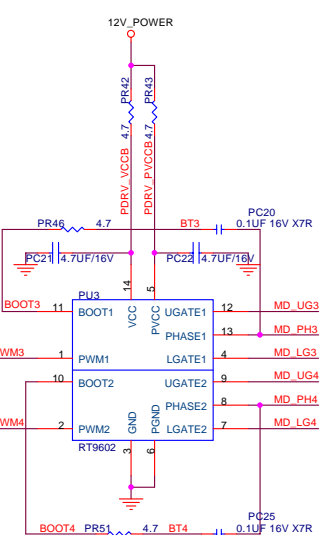 12V_POWER
PR42
PR43
4.7
4.7
PDRV_VCCB
PDRV_PVCCB
PC20
PR46 4.7 BT3 0.1UF 16V X7R
PC21 4.7UF/16V PC22 4.7UF/16V
PU3
14 5
BOOT3 11 BOOT1 VCC PVCC UGATE1 12 MD_UG3
PHASE1 13 MD_PH3
WM3 1 PWM1 LGATE1 4 MD_LG3
10 BOOT2 UGATE2 9 MD_UG4
PHASE2 8 MD_PH4
WM4 2 PWM2 GND PGND LGATE2 7 MD_LG4
RT9602 3 6
PC25
BOOT4 PR51 4.7 BT4 0.1UF 16V X7R